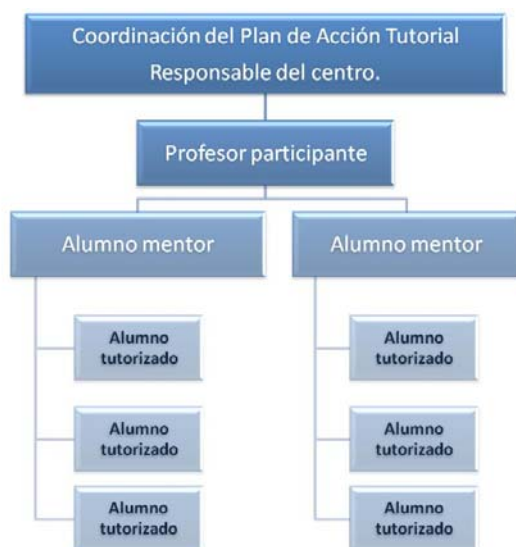 Coordinación del Plan de Acción Tutorial
Responsable del centro.
Profesor participante
Alumno mentor
Alumno tutorizado
Alumno tutorizado
Alumno tutorizado
Alumno mentor
Alumno tutorizado
Alumno tutorizado
Alumno tutorizado